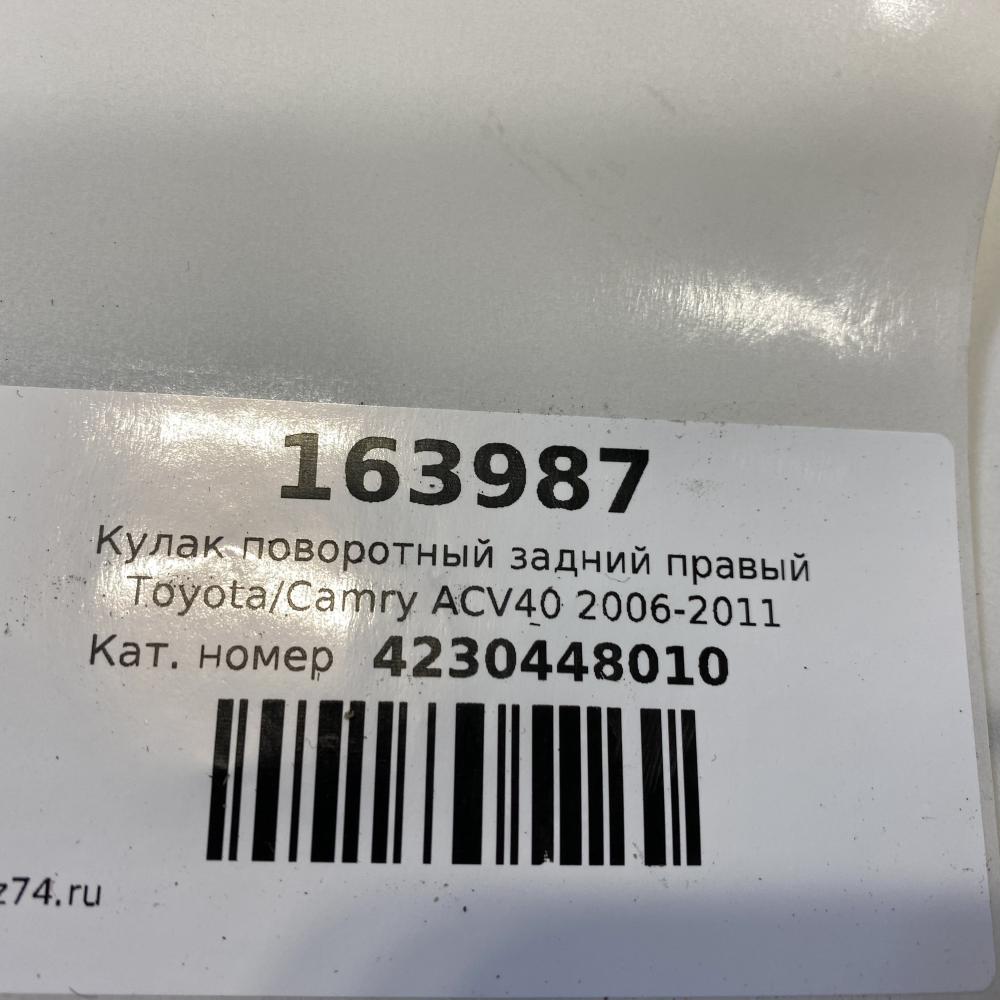 163987
Кулак поворотный задний правый
Toyota/Camry ACV40 2006-2011
Кат. номер 4230448010
z74.ru